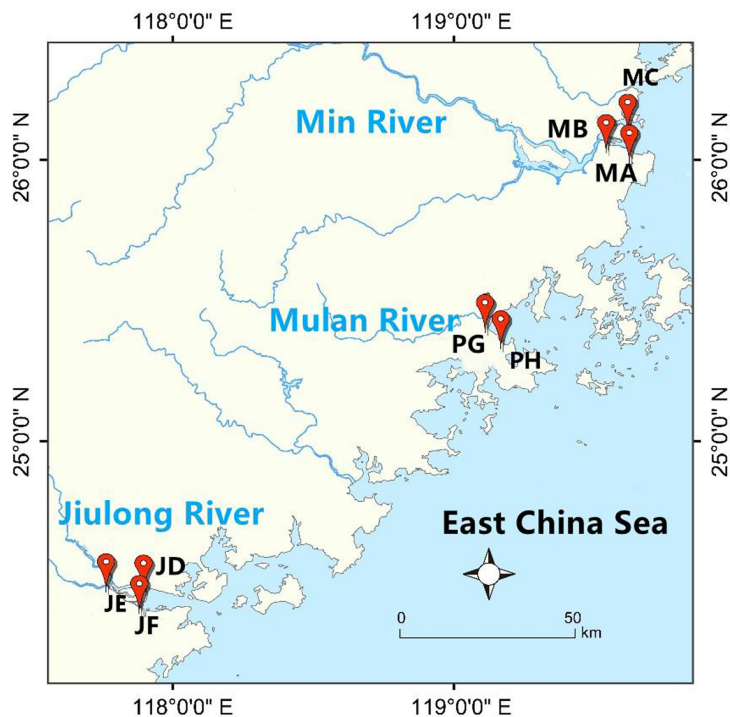 118°0'0" E
119°0'0" E
MC
Min River
MB
MA
26°0'0" N
26°0'0" N
Mulan River
PG
PH
25°0'0" N
25°0'0" N
Jiulong River
East China Sea
JD
JE
JF
0
50
km
118°0'0" E
119°0'0" E